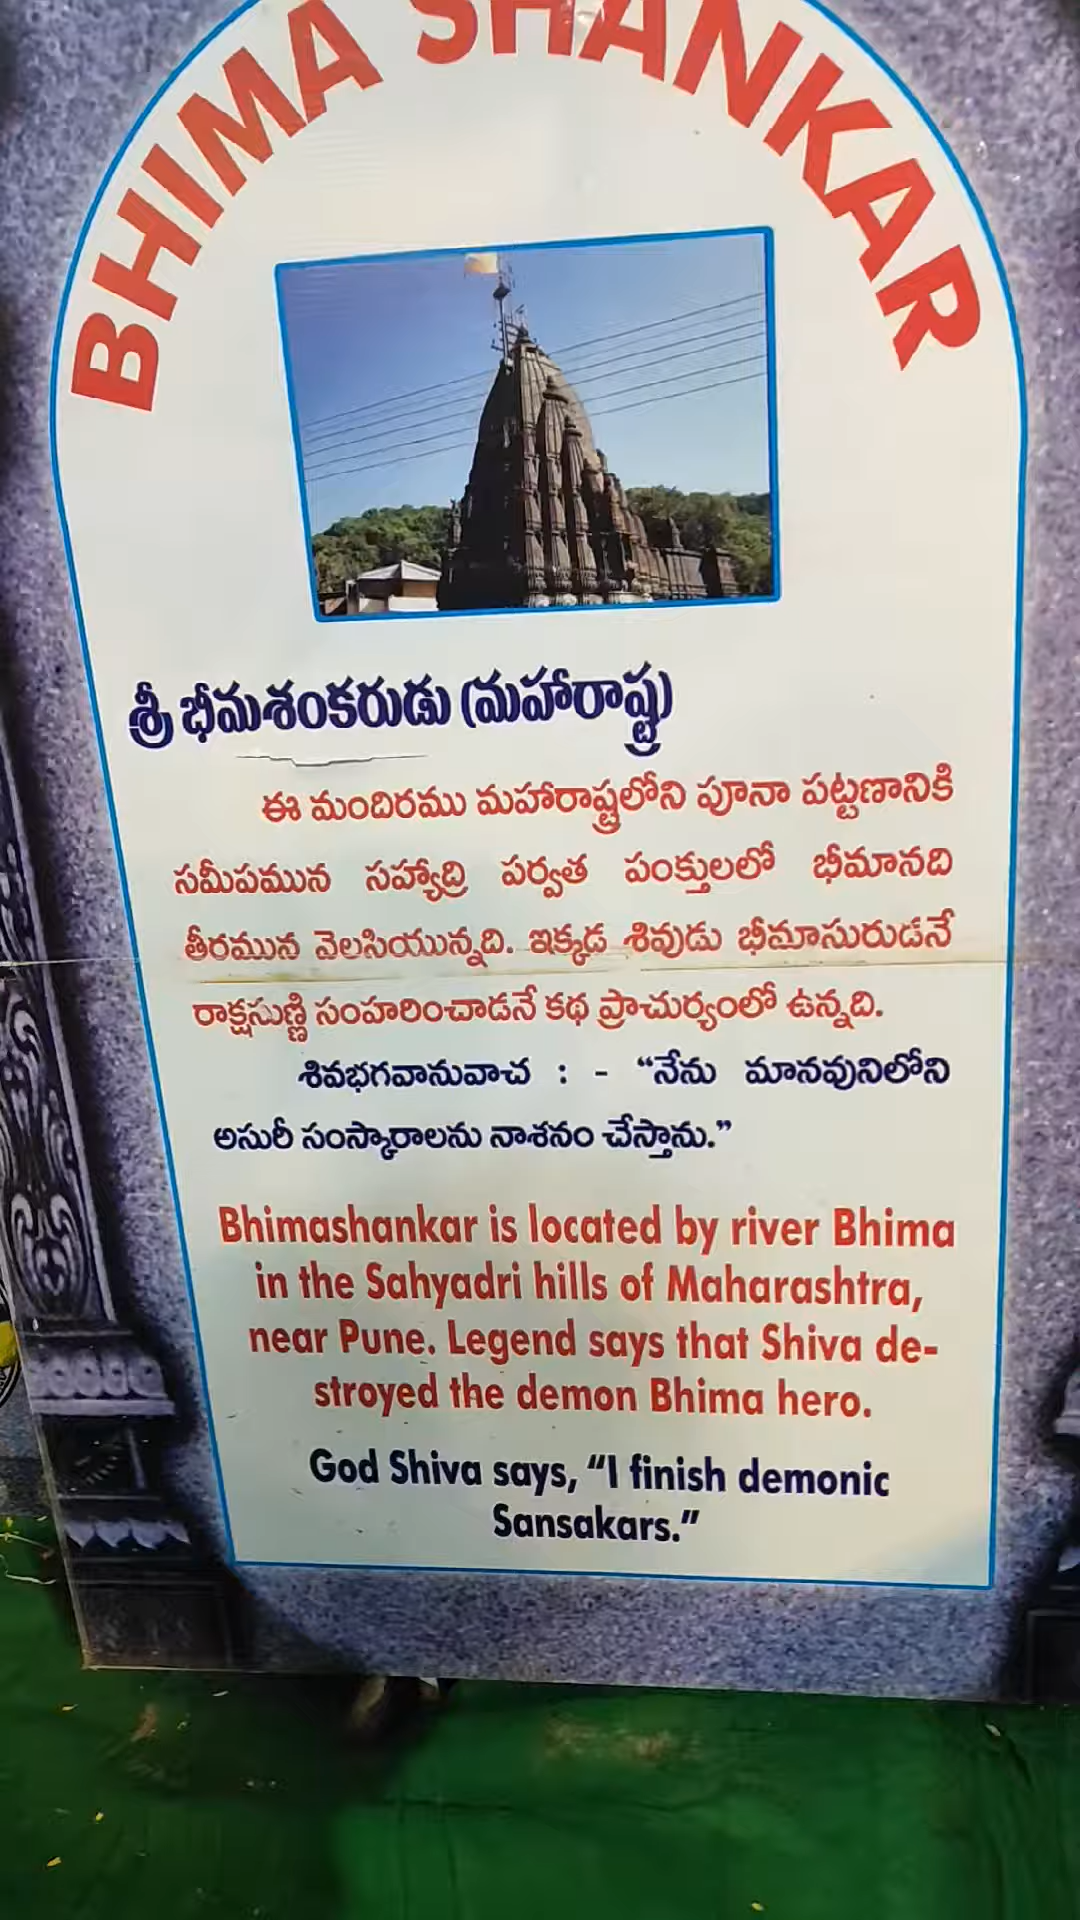 BHIMA SHANKAR
శ్రీ భీమశంకరుడు (మహారాష్ట్ర)
ఈ మందిరము మహారాష్ట్రలోని పూనా పట్టణానికి
సమీపమున సహ్యాద్రి పర్వత పంక్తులలో భీమానది
తీరమున వెలసియున్నది. ఇక్కడ శివుడు భీమాసురుడనే
రాక్షసుణ్ణి సంహరించాడనే కథ ప్రాచుర్యంలో ఉన్నది.
శివభగవానువాచ : - “నేను మానవునిలోని
అసురీ సంస్కారాలను నాశనం చేస్తాను.”
Bhimashankar is located by river Bhima
in the Sahyadri hills of Maharashtra,
near Pune. Legend says that Shiva de-
stroyed the demon Bhima hero.
God Shiva says, “I finish demonic
Sansakars.”